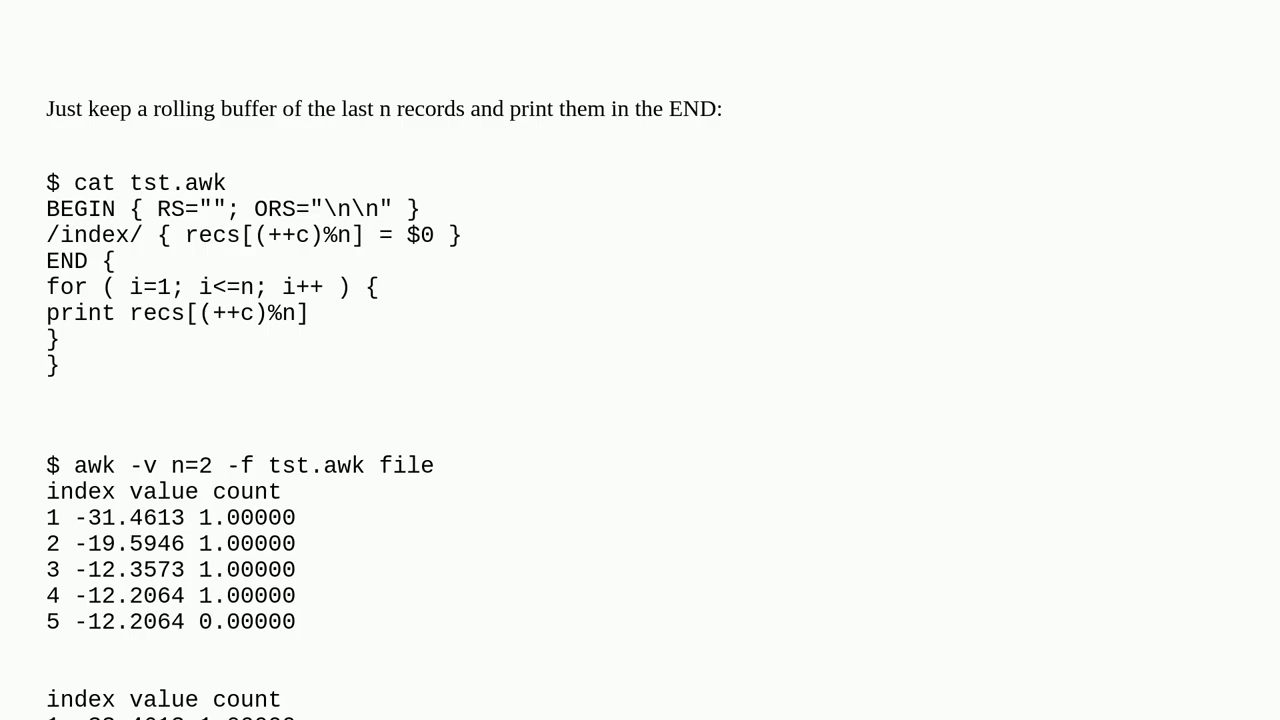 Just keep a rolling buffer of the last n records and print them in the END:
$ cat tst.awk
BEGIN { RS=""; ORS="\n\n" }
/index/ { recs[(++c)%n] = $0 }
END {
for ( i=1; i<=n; i++ ) {
print recs[(++c)%n]
}
}
$ awk -v n=2 -f tst.awk file
index value count
1 -31.4613 1.00000
2 -19.5946 1.00000
3 -12.3573 1.00000
4 -12.2064 1.00000
5 -12.2064 0.00000
index value count